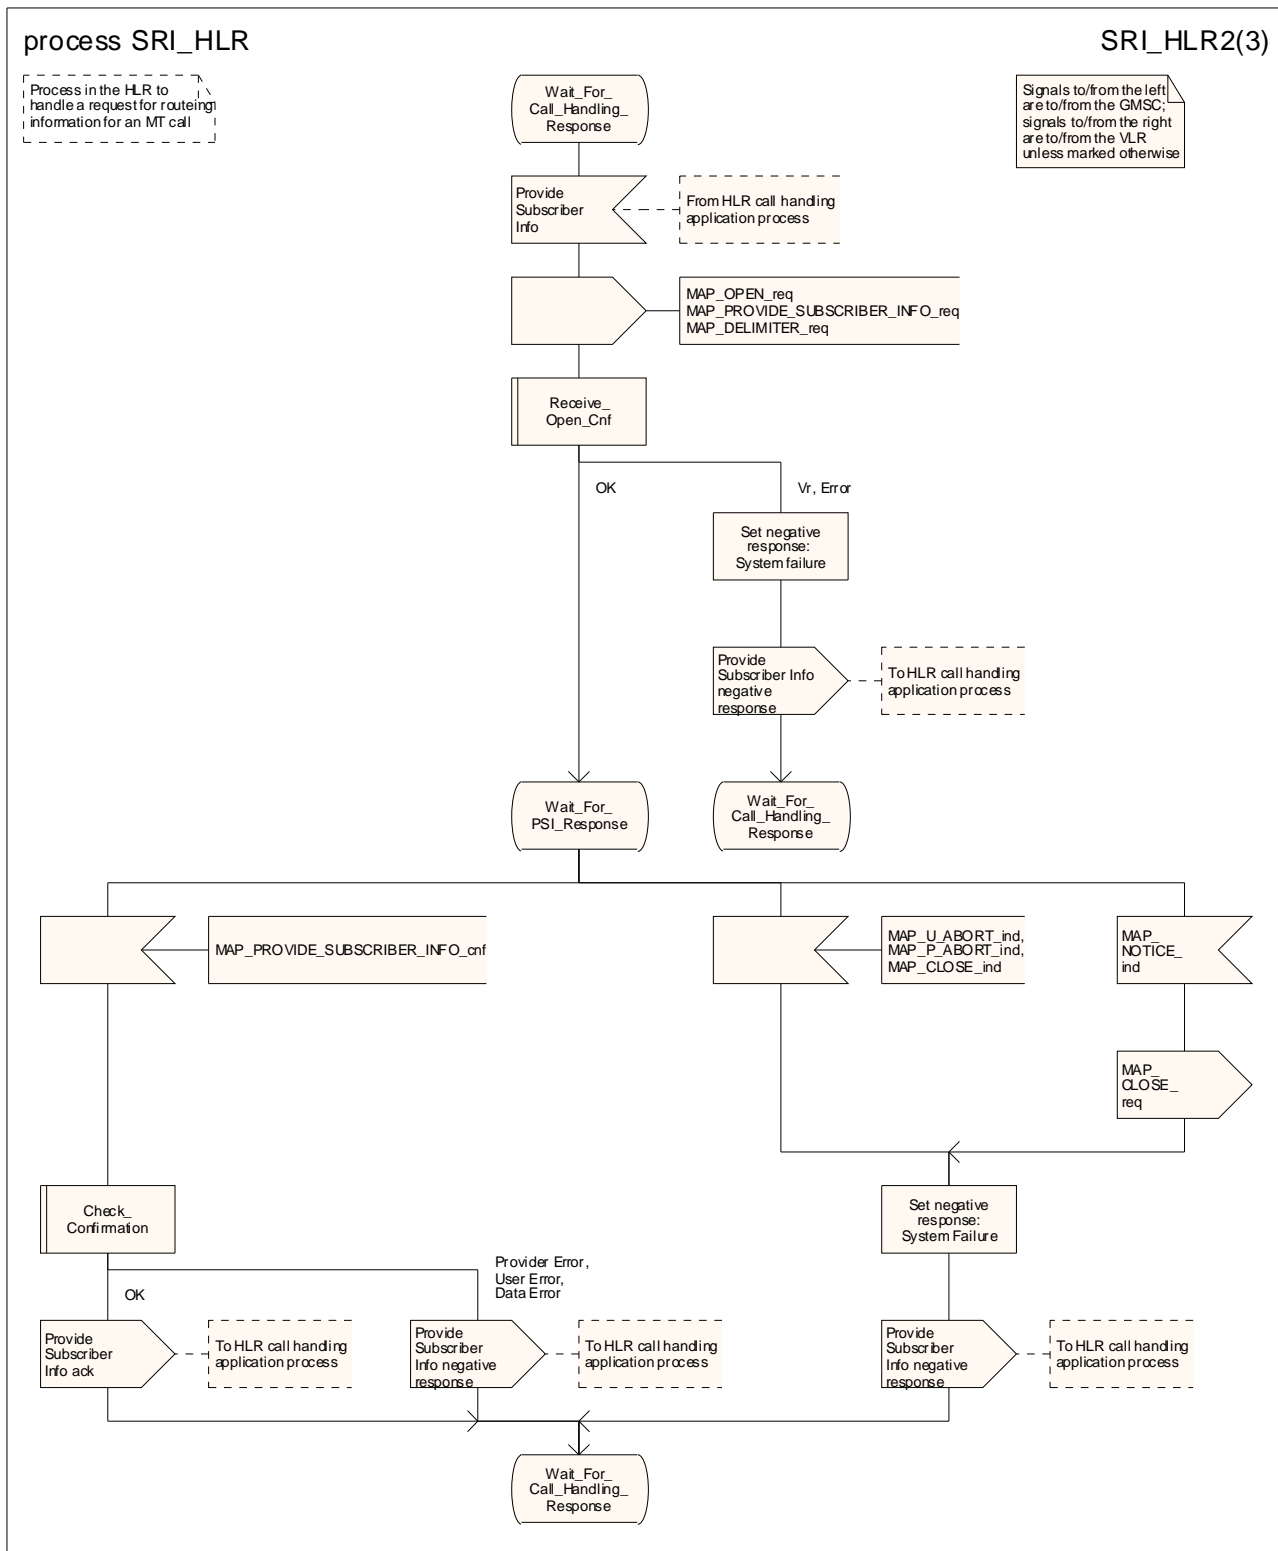 process SRI_HLR
SRI_HLR2(3)
Process in the HLR to
handle a request for routeing
information for an MT call
Wait_For_
Call_Handling_
Response
Signals to/from the left
are to/from the GMSC;
signals to/from the right
are to/from the VLR
unless marked otherwise
Provide
Subscriber
Info
From HLR call handling
application process
MAP_OPEN_req
MAP_PROVIDE_SUBSCRIBER_INFO_req
MAP_DELIMITER_req
Receive_
Open_Cnf
OK
Vr, Error
Set negative
response:
System failure
Provide
Subscriber Info
negative
response
To HLR call handling
application process
Wait_For_
PSI_Response
Wait_For_
Call_Handling_
Response
MAP_PROVIDE_SUBSCRIBER_INFO_cnf
MAP_U_ABORT_ind,
MAP_P_ABORT_ind,
MAP_CLOSE_ind
MAP_
NOTICE_
ind
MAP_
CLOSE_
req
Check_
Confirmation
Set negative
response:
System Failure
OK
Provider Error,
User Error,
Data Error
Provide
Subscriber
Info ack
To HLR call handling
application process
Provide
Subscriber
Info negative
response
To HLR call handling
application process
Provide
Subscriber
Info negative
response
To HLR call handling
application process
Wait_For_
Call_Handling_
Response